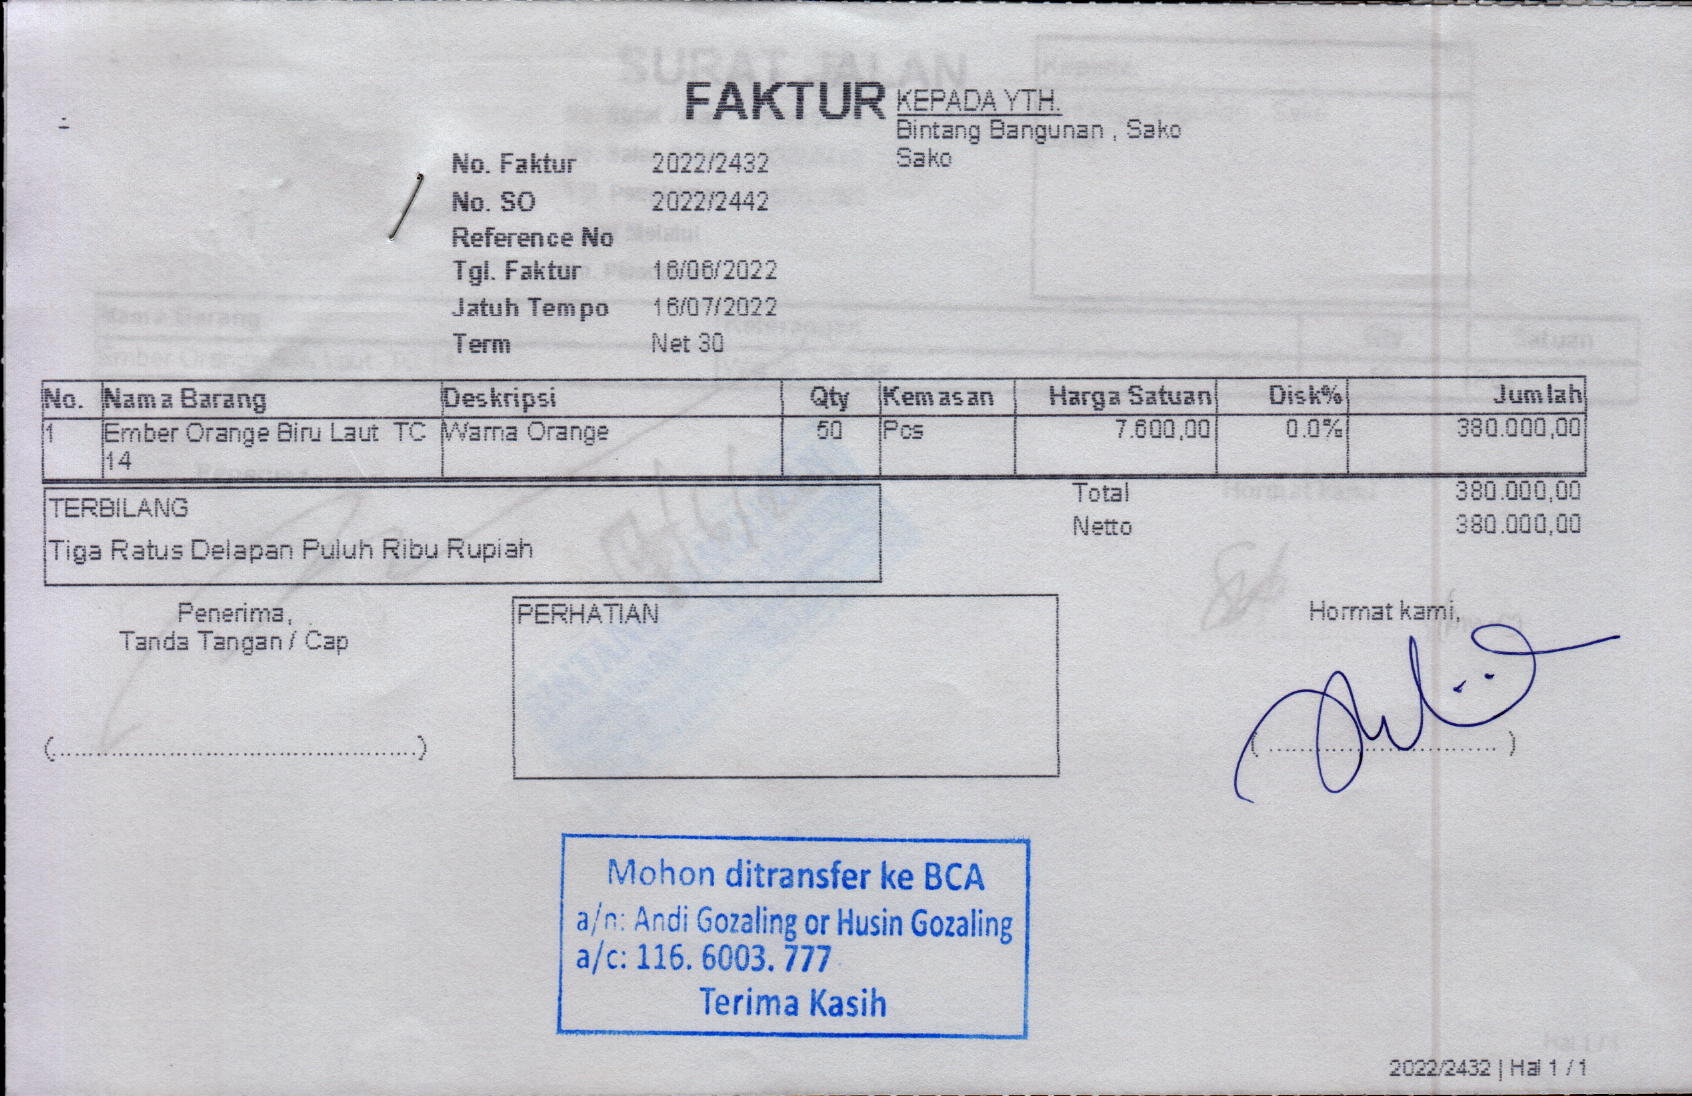 FAKTUR
KEPADA YTH.
Bintang Bangunan , Sako
Sako
No. Faktur 2022/2432
No. SO 2022/2442
Reference No
Tgl. Faktur 16/06/2022
Jatuh Tempo 16/07/2022
Term Net 30
No. Nama Barang Deskripsi Qty Kemasan Harga Satuan Disk% Jumlah
1 Ember Orange Biru Laut TC Warna Orange 50 Pcs 7.600,00 0.0% 380.000,00
14
TERBILANG
Tiga Ratus Delapan Puluh Ribu Rupiah
Total 380.000,00
Netto 380.000,00
Penerima,
Tanda Tangan / Cap
PERHATIAN
Hormat kami,
(..............................................)
(................................)
Mohon ditransfer ke BCA
a/n: Andi Gozaling or Husin Gozaling
a/c: 116. 6003. 777
Terima Kasih
2022/2432 | Hal 1 / 1